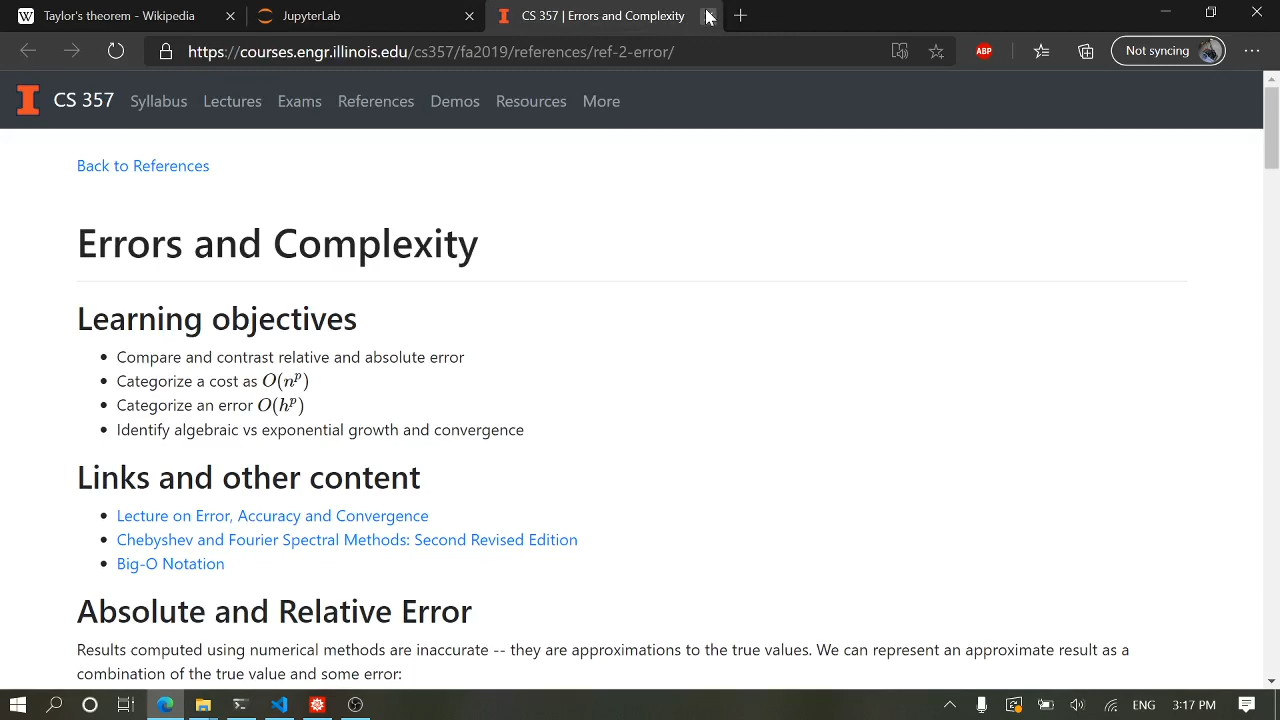 Taylor's theorem - Wikipedia
JupyterLab
CS 357 | Errors and Complexity
https://courses.engr.illinois.edu/cs357/fa2019/references/ref-2-error/
ABP
Not syncing
CS 357 Syllabus Lectures Exams References Demos Resources More
Back to References
Errors and Complexity
Learning objectives
• Compare and contrast relative and absolute error
• Categorize a cost as O(n^p)
• Categorize an error O(h^p)
• Identify algebraic vs exponential growth and convergence
Links and other content
• Lecture on Error, Accuracy and Convergence
• Chebyshev and Fourier Spectral Methods: Second Revised Edition
• Big-O Notation
Absolute and Relative Error
Results computed using numerical methods are inaccurate -- they are approximations to the true values. We can represent an approximate result as a
combination of the true value and some error:
ENG 3:17 PM